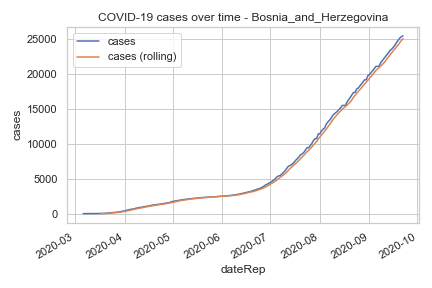 COVID-19 cases over time - Bosnia_and_Herzegovina
cases
cases (rolling)
25000
20000
15000
10000
5000
0
cases
2020-03
2020-04
2020-05
2020-06
2020-07
2020-08
2020-09
2020-10
dateRep